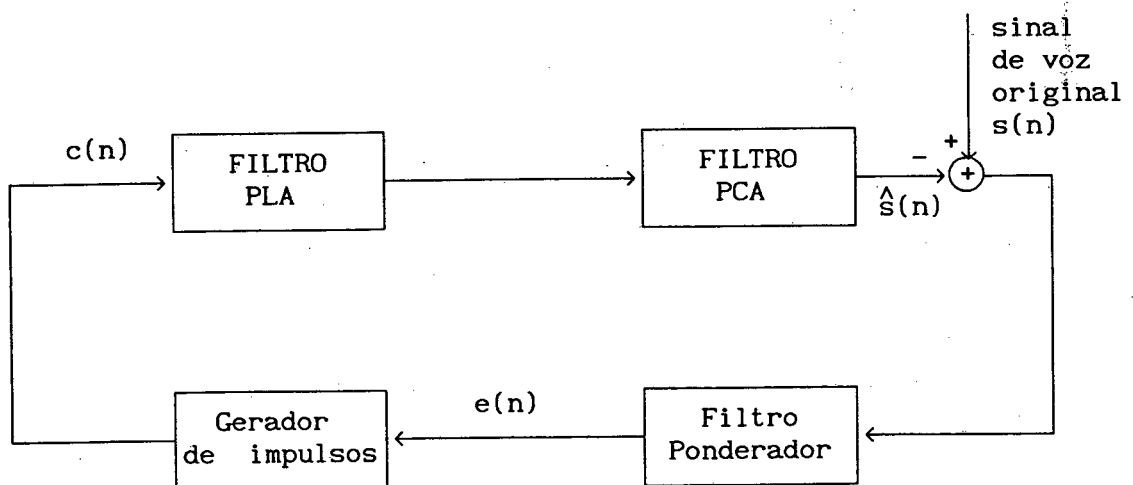 sinal
de voz
original
s(n)
c(n)
FILTRO
PLA
FILTRO
PCA
+
-
+
ŝ(n)
e(n)
Gerador
de impulsos
Filtro
Ponderador